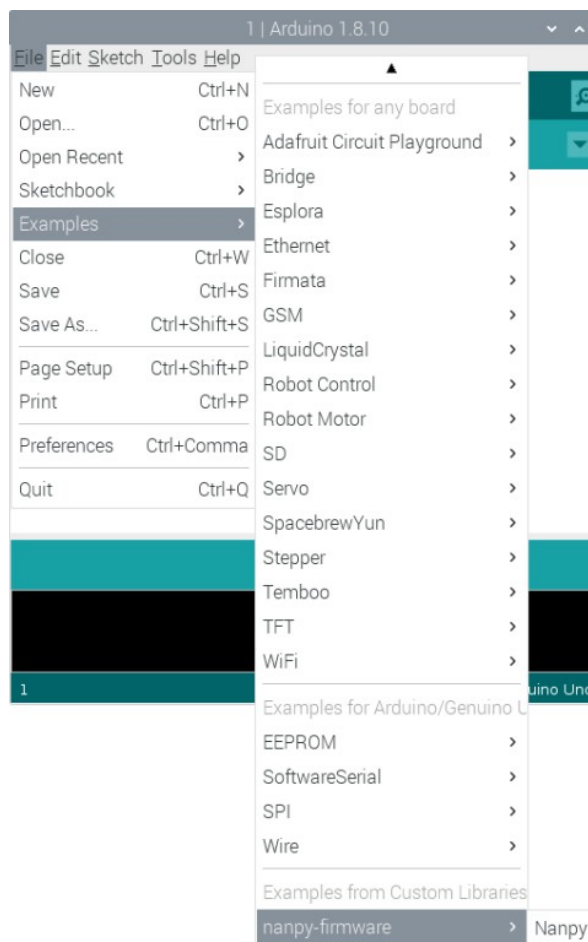 1 | Arduino 1.8.10
File Edit Sketch Tools Help
New Ctrl+N
Open... Ctrl+O
Open Recent
Sketchbook
Examples
Close Ctrl+W
Save Ctrl+S
Save As... Ctrl+Shift+S
Page Setup Ctrl+Shift+P
Print Ctrl+P
Preferences Ctrl+Comma
Quit Ctrl+Q
Examples for any board
Adafruit Circuit Playground
Bridge
Esplora
Ethernet
Firmata
GSM
LiquidCrystal
Robot Control
Robot Motor
SD
Servo
SpacebrewYun
Stepper
Temboo
TFT
WiFi
Examples for Arduino/Genuino U
EEPROM
SoftwareSerial
SPI
Wire
Examples from Custom Libraries
nanpy-firmware
Nanpy
1
uino Uno